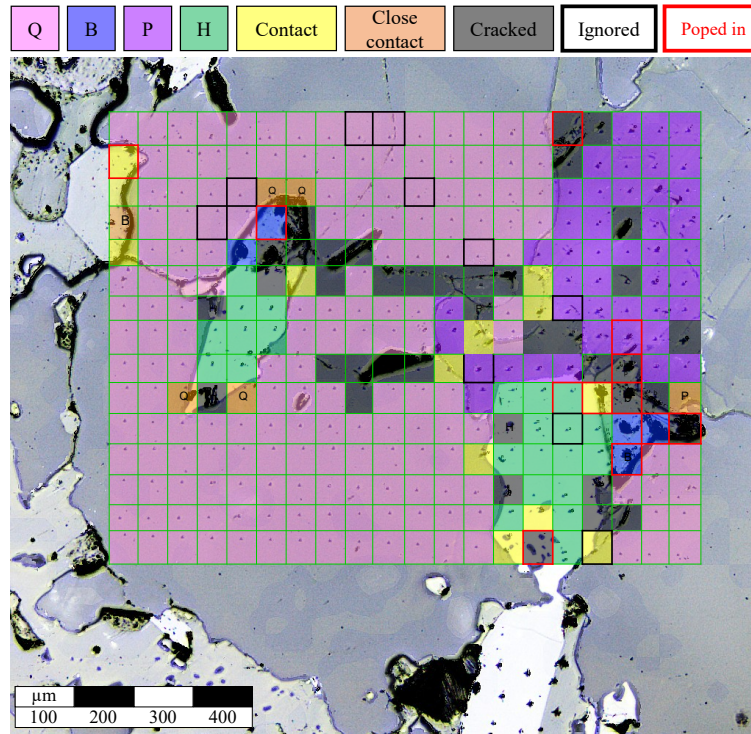 Q B P H Contact Close contact Cracked Ignored Poped in
Q Q
B
P
Q Q P
H
B
µm
100 200 300 400